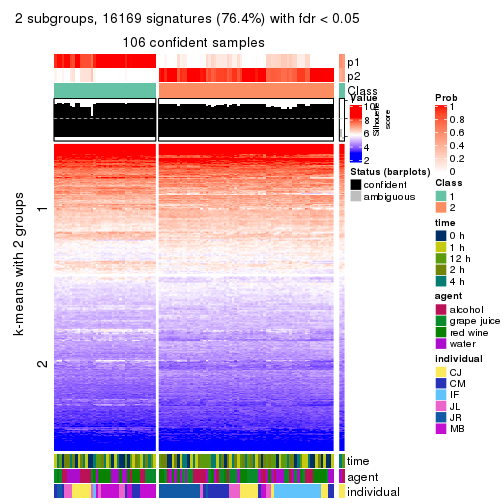 2 subgroups, 16169 signatures (76.4%) with fdr < 0.05
106 confident samples
p1
p2
Class
Silhouette
score
k-means with 2 groups
1
2
time
agent
individual
Value
10
8
6
4
2
Status (barplots)
confident
ambiguous
Prob
1
0.8
0.6
0.4
0.2
0
Class
1
2
time
0 h
1 h
12 h
2 h
4 h
agent
alcohol
grape juice
red wine
water
individual
CJ
CM
IF
JL
JR
MB